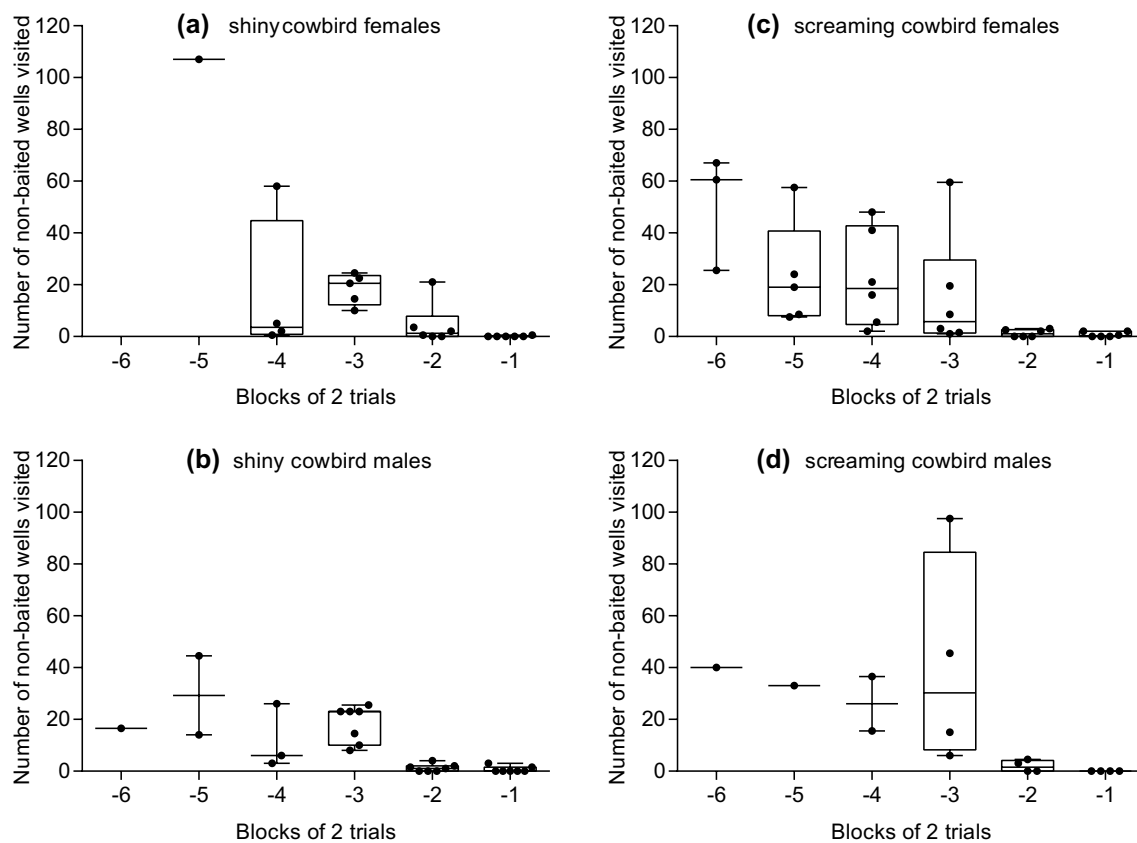 (a) shiny cowbird females
Number of non-baited wells visited
120
100
80
60
40
20
0
-6 -5 -4 -3 -2 -1
Blocks of 2 trials
(c) screaming cowbird females
Number of non-baited wells visited
120
100
80
60
40
20
0
-6 -5 -4 -3 -2 -1
Blocks of 2 trials
(b) shiny cowbird males
Number of non-baited wells visited
120
100
80
60
40
20
0
-6 -5 -4 -3 -2 -1
Blocks of 2 trials
(d) screaming cowbird males
Number of non-baited wells visited
120
100
80
60
40
20
0
-6 -5 -4 -3 -2 -1
Blocks of 2 trials